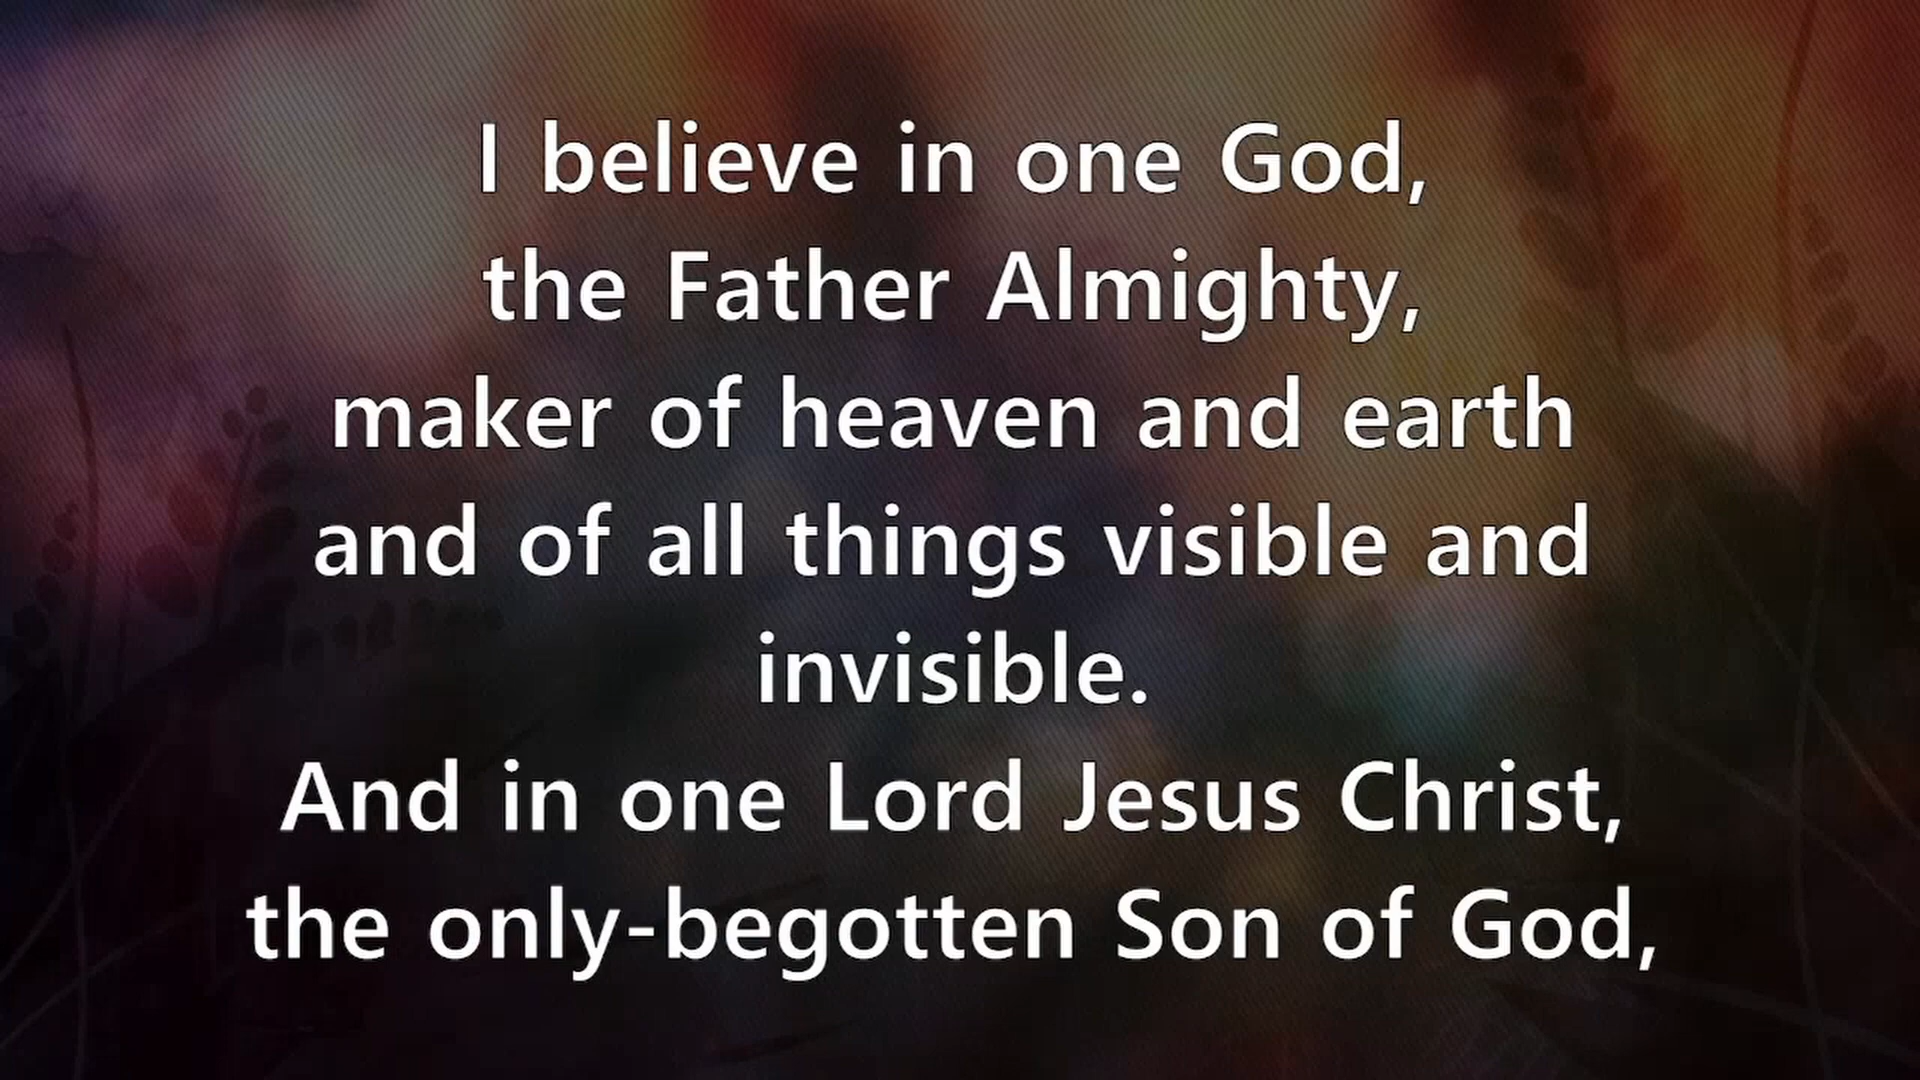 I believe in one God,
the Father Almighty,
maker of heaven and earth
and of all things visible and
invisible.
And in one Lord Jesus Christ,
the only-begotten Son of God,